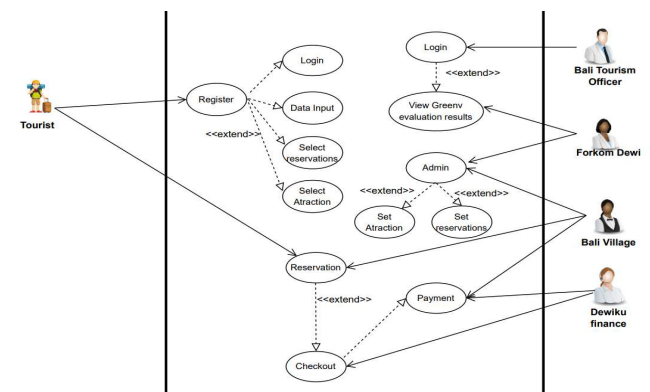 Tourist
Register
<<extend>>
Login
Data Input
Select
reservations
Select
Atraction
Login
<<extend>>
View Greenv
evaluation results
Admin
<<extend>>
<<extend>>
Set
Atraction
Set
reservations
Reservation
<<extend>>
Payment
Checkout
Bali Tourism
Officer
Forkom Dewi
Bali Village
Dewiku
finance